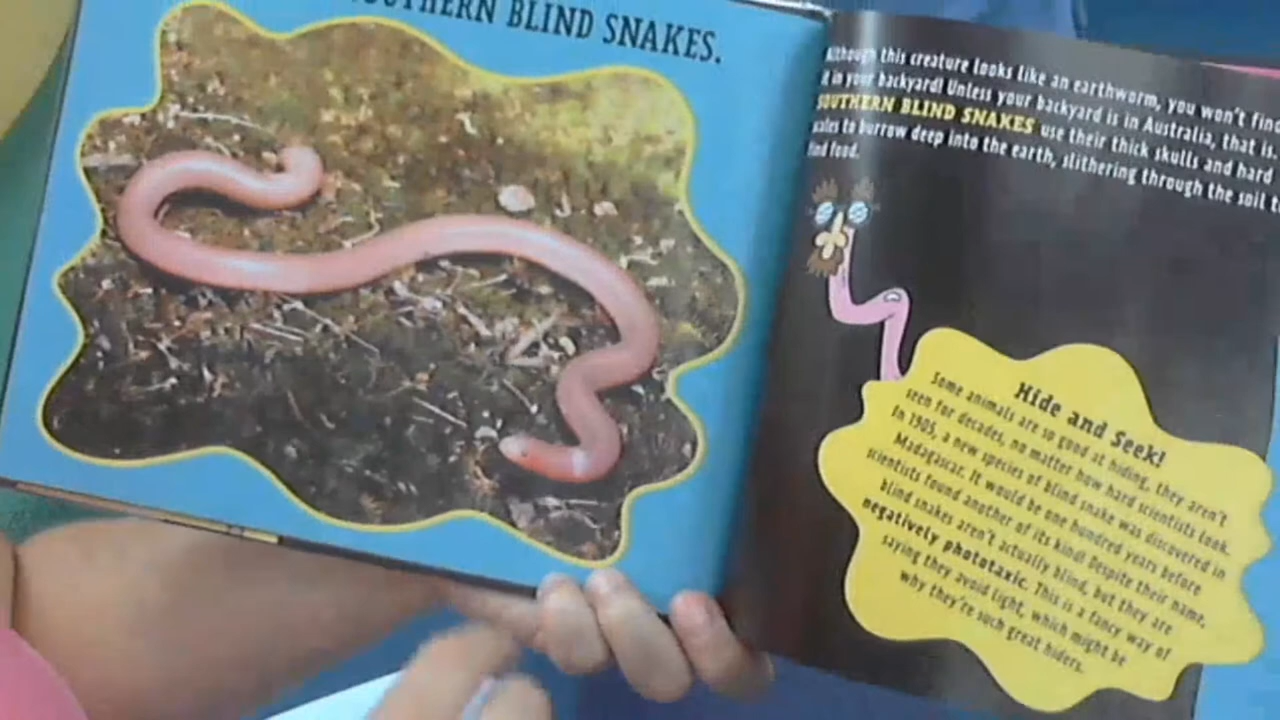 SOUTHERN BLIND SNAKES.
Although this creature looks like an earthworm, you won't find
it in your backyard! Unless your backyard is in Australia, that is.
SOUTHERN BLIND SNAKES use their thick skulls and hard
scales to burrow deep into the earth, slithering through the soil to
find food.
Hide and Seek!
Some animals are so good at hiding, they aren't
seen for decades, no matter how hard scientists look.
In 1905, a new species of blind snake was discovered in
Madagascar. It would be one hundred years before
scientists found another of its kind! Despite their name,
blind snakes aren't actually blind, but they are
negatively phototaxic. This is a fancy way of
saying they avoid light, which might be
why they're such great hiders.